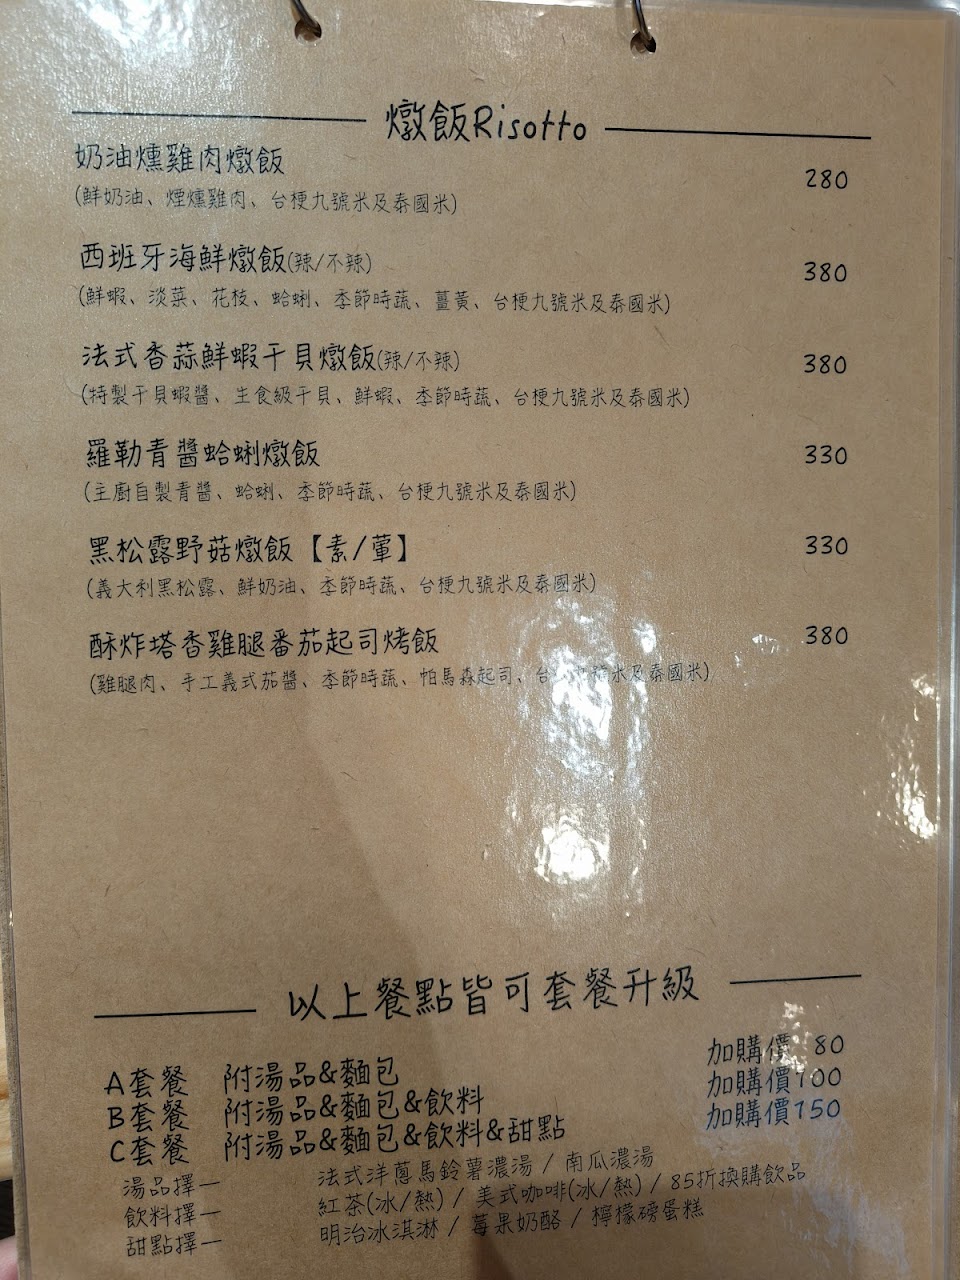 燉飯Risotto
奶油燻雞肉燉飯 280
(鮮奶油、煙燻雞肉、台梗九號米及泰國米)
西班牙海鮮燉飯(辣/不辣) 380
(鮮蝦、淡菜、花枝、蛤蜊、季節時蔬、薑黃、台梗九號米及泰國米)
法式香蒜鮮蝦干貝燉飯(辣/不辣) 380
(特製干貝蝦醬、生食級干貝、鮮蝦、季節時蔬、台梗九號米及泰國米)
羅勒青醬蛤蜊燉飯 330
(主廚自製青醬、蛤蜊、季節時蔬、台梗九號米及泰國米)
黑松露野菇燉飯【素/葷】 330
(義大利黑松露、鮮奶油、季節時蔬、台梗九號米及泰國米)
酥炸塔香雞腿番茄起司烤飯 380
(雞腿肉、手工義式茄醬、季節時蔬、帕馬森起司、台 米及泰國米)
以上餐點皆可套餐升級
A套餐 附湯品&麵包 加購價 80
B套餐 附湯品&麵包&飲料 加購價100
C套餐 附湯品&麵包&飲料&甜點 加購價150
湯品擇一 法式洋蔥馬鈴薯濃湯 / 南瓜濃湯
飲料擇一 紅茶(冰/熱) / 美式咖啡(冰/熱) / 85折換購飲品
甜點擇一 明治冰淇淋 / 莓果奶酪 / 檸檬磅蛋糕